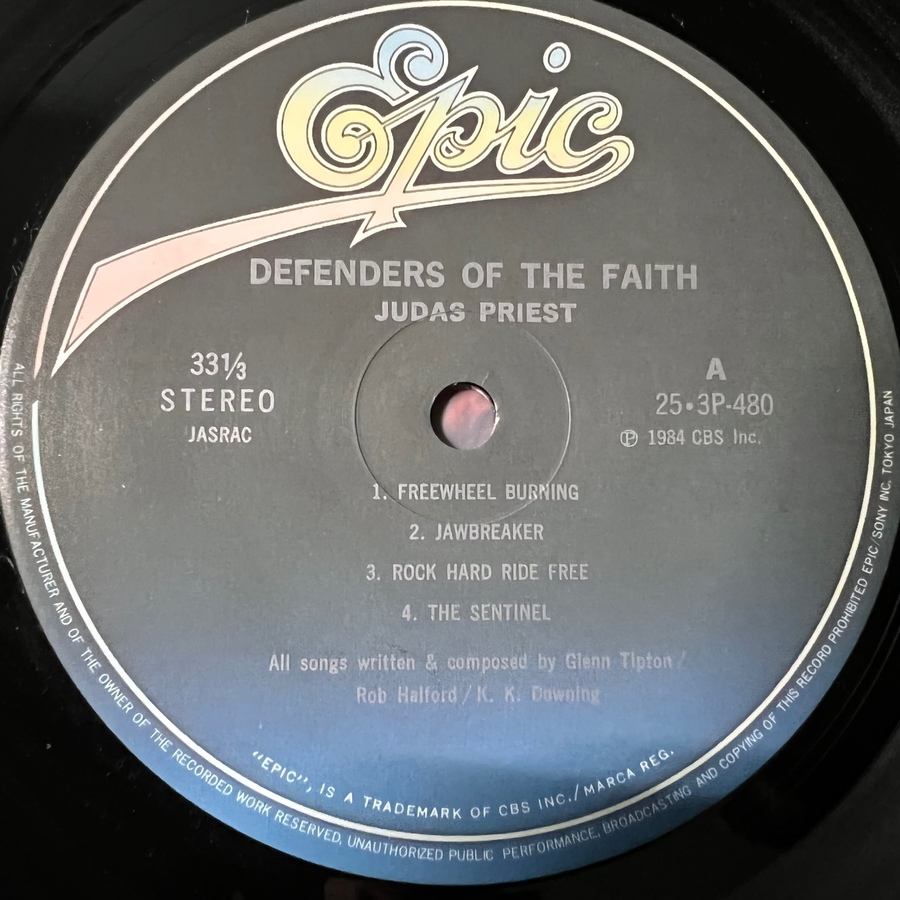 Epic
DEFENDERS OF THE FAITH
JUDAS PRIEST
33⅓
STEREO
JASRAC
A
25•3P-480
Ⓟ 1984 CBS Inc.
1. FREEWHEEL BURNING
2. JAWBREAKER
3. ROCK HARD RIDE FREE
4. THE SENTINEL
All songs written & composed by Glenn Tipton /
Rob Halford / K. K. Downing
"EPIC", IS A TRADEMARK OF CBS INC./MARCA REG.
ALL RIGHTS OF THE MANUFACTURER AND OF THE OWNER OF THE RECORDED WORK RESERVED, UNAUTHORIZED PUBLIC PERFORMANCE, BROADCASTING AND COPYING OF THIS RECORD PROHIBITED EPIC/SONY INC. TOKYO JAPAN